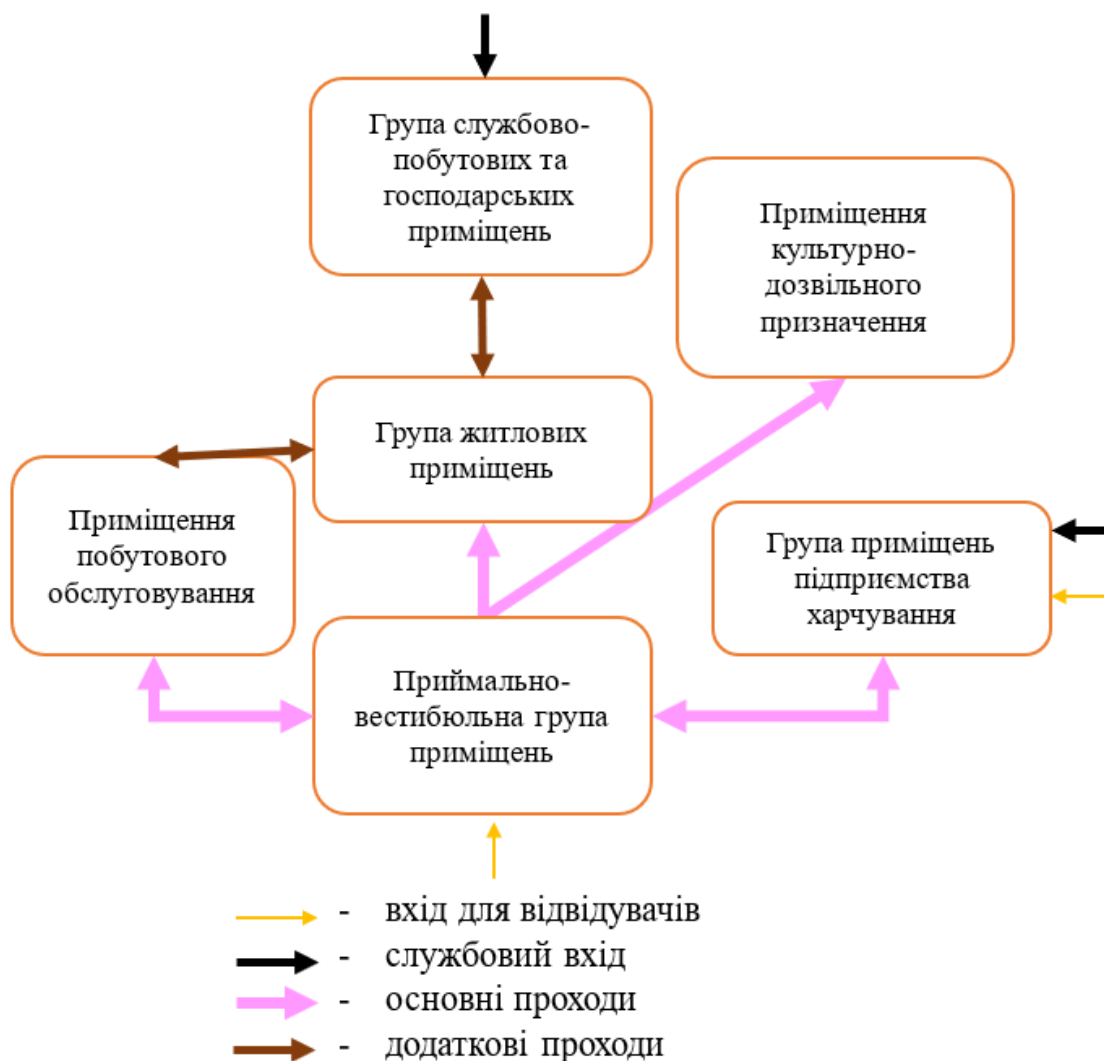 Група службово-
побутових та
господарських
приміщень
Приміщення
культурно-
дозвільного
призначення
Група житлових
приміщень
Приміщення
побутового
обслуговування
Група приміщень
підприємства
харчування
Приймально-
вестибюльна група
приміщень
- вхід для відвідувачів
- службовий вхід
- основні проходи
- додаткові проходи